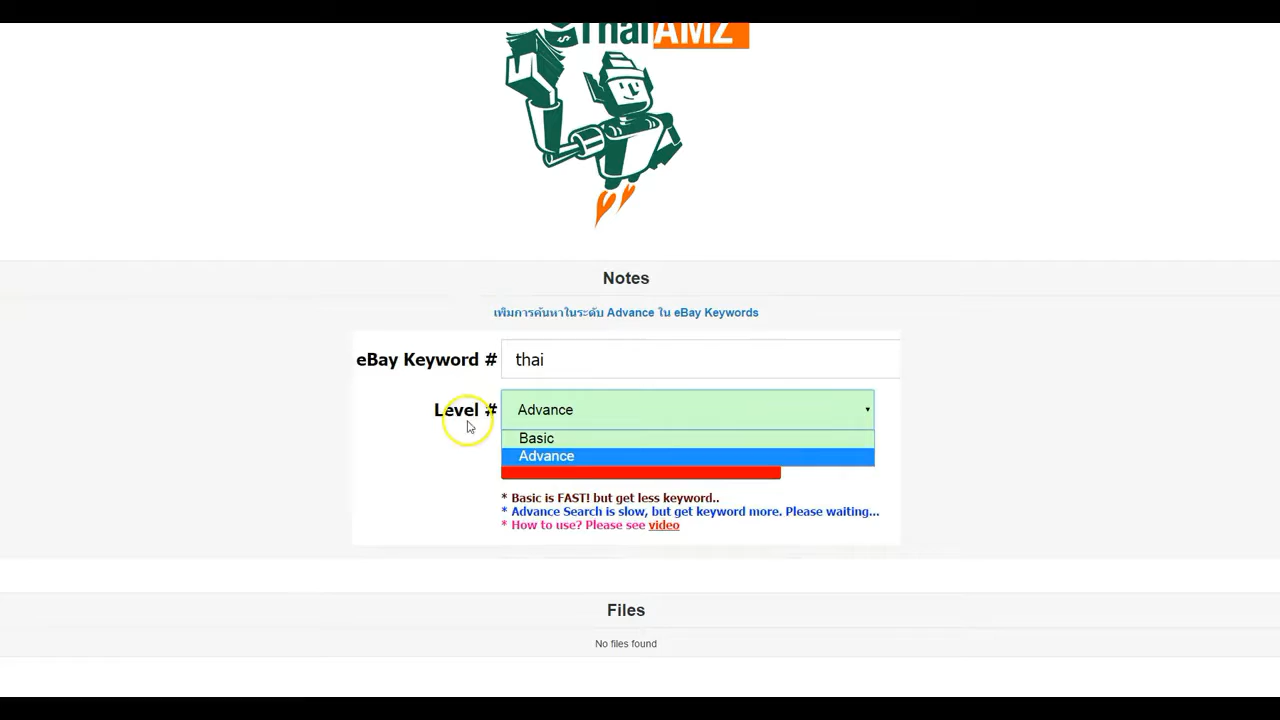 ThaiAMZ
$
Notes
เพิ่มการค้นหาในระดับ Advance ใน eBay Keywords
eBay Keyword # thai
Level # Advance
Basic
Advance
* Basic is FAST! but get less keyword..
* Advance Search is slow, but get keyword more. Please waiting...
* How to use? Please see video
Files
No files found